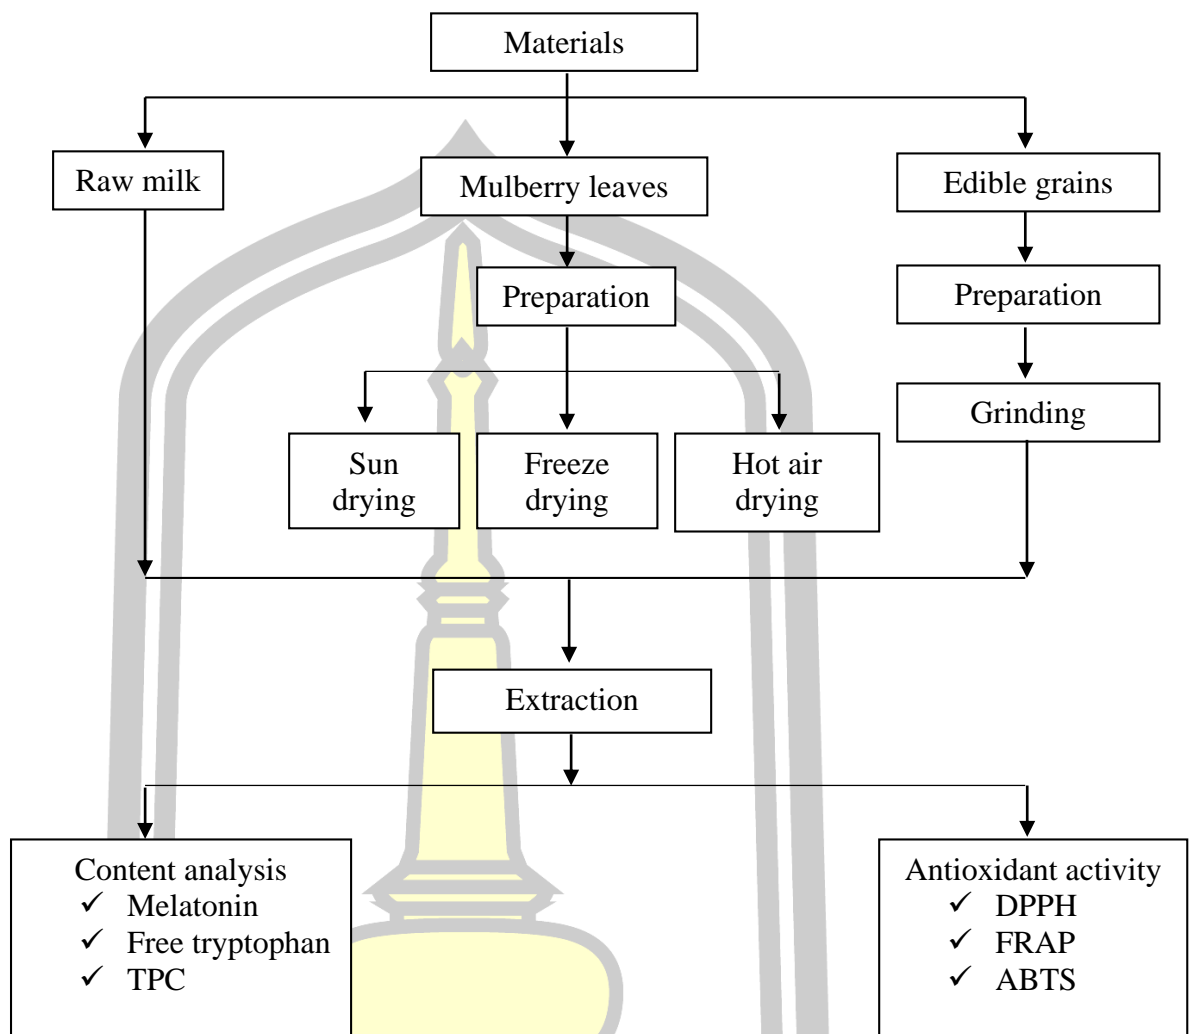 Materials
Raw milk
Mulberry leaves
Edible grains
Preparation
Preparation
Grinding
Sun
drying
Freeze
drying
Hot air
drying
Extraction
Content analysis
✓ Melatonin
✓ Free tryptophan
✓ TPC
Antioxidant activity
✓ DPPH
✓ FRAP
✓ ABTS